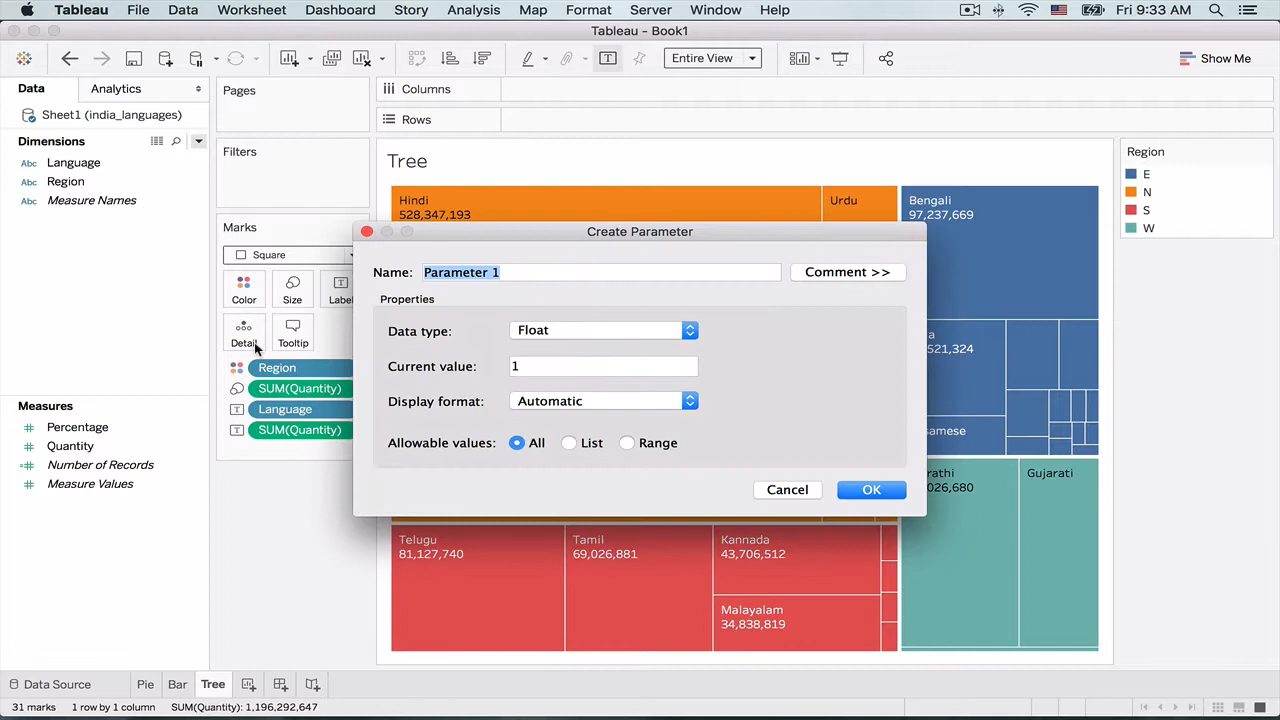 Tableau File Data Worksheet Dashboard Story Analysis Map Format Server Window Help Fri 9:33 AM
Tableau - Book1
Entire View Show Me
Data Analytics Pages Columns
Sheet1 (india_languages)
Rows
Dimensions
Abc Language
Abc Region
Abc Measure Names
Filters
Tree
Region
E
N
S
W
Hindi
528,347,193
Urdu
Bengali
97,237,669
Marks
Square
Color Size Label
Detail Tooltip
Region
SUM(Quantity)
T Language
T SUM(Quantity)
Create Parameter
Name: Parameter 1 Comment >>
Properties
Data type: Float
Current value: 1
Display format: Automatic
Allowable values: All List Range
Cancel OK
a
521,324
samese
rathi
026,680
Gujarati
Measures
Percentage
Quantity
Number of Records
Measure Values
Telugu
81,127,740
Tamil
69,026,881
Kannada
43,706,512
Malayalam
34,838,819
Data Source Pie Bar Tree
31 marks 1 row by 1 column SUM(Quantity): 1,196,292,647